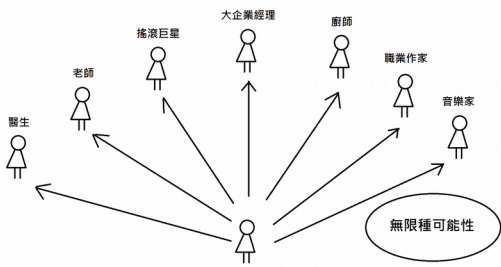 醫生
老師
搖滾巨星
大企業經理
廚師
職業作家
音樂家
無限種可能性